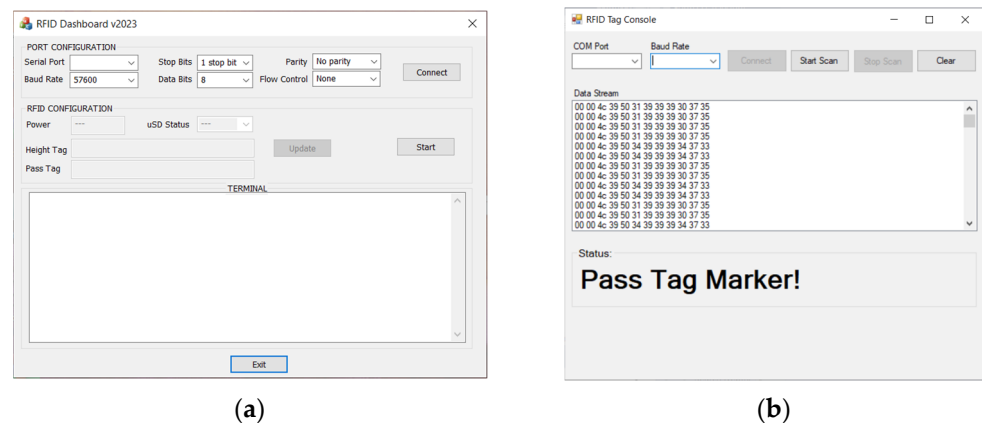 RFID Dashboard v2023
PORT CONFIGURATION
Serial Port Stop Bits 1 stop bit Parity No parity
Baud Rate 57600 Data Bits 8 Flow Control None Connect
RFID CONFIGURATION
Power --- uSD Status ---
Height Tag Update Start
Pass Tag
TERMINAL
Exit
(a)
RFID Tag Console
COM Port Baud Rate
Connect Start Scan Stop Scan Clear
Data Stream
00 00 4c 39 50 31 39 39 39 30 37 35
00 00 4c 39 50 31 39 39 39 30 37 35
00 00 4c 39 50 31 39 39 39 30 37 35
00 00 4c 39 50 31 39 39 39 30 37 35
00 00 4c 39 50 34 39 39 39 34 37 33
00 00 4c 39 50 34 39 39 39 34 37 33
00 00 4c 39 50 31 39 39 39 30 37 35
00 00 4c 39 50 31 39 39 39 30 37 35
00 00 4c 39 50 34 39 39 39 34 37 33
00 00 4c 39 50 34 39 39 39 34 37 33
00 00 4c 39 50 31 39 39 39 30 37 35
00 00 4c 39 50 31 39 39 39 30 37 35
00 00 4c 39 50 34 39 39 39 34 37 33
Status:
Pass Tag Marker!
(b)